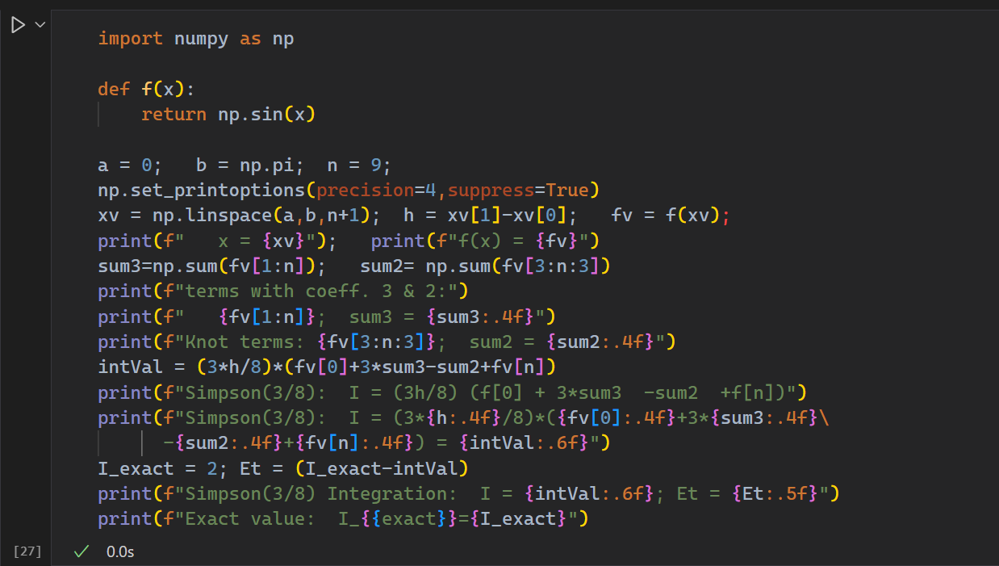 import numpy as np
def f(x):
    return np.sin(x)
a = 0;   b = np.pi;  n = 9;
np.set_printoptions(precision=4,suppress=True)
xv = np.linspace(a,b,n+1);  h = xv[1]-xv[0];   fv = f(xv);
print(f"   x = {xv}");   print(f"f(x) = {fv}")
sum3=np.sum(fv[1:n]);   sum2= np.sum(fv[3:n:3])
print(f"terms with coeff. 3 & 2:")
print(f"   {fv[1:n]};  sum3 = {sum3:.4f}")
print(f"Knot terms: {fv[3:n:3]};  sum2 = {sum2:.4f}")
intVal = (3*h/8)*(fv[0]+3*sum3-sum2+fv[n])
print(f"Simpson(3/8):  I = (3h/8) (f[0] + 3*sum3  -sum2  +f[n])")
print(f"Simpson(3/8):  I = (3*{h:.4f}/8)*({fv[0]:.4f}+3*{sum3:.4f}\
      -{sum2:.4f}+{fv[n]:.4f}) = {intVal:.6f}")
I_exact = 2; Et = (I_exact-intVal)
print(f"Simpson(3/8) Integration:  I = {intVal:.6f}; Et = {Et:.5f}")
print(f"Exact value:  I_{{exact}}={I_exact}")
[27]   0.0s